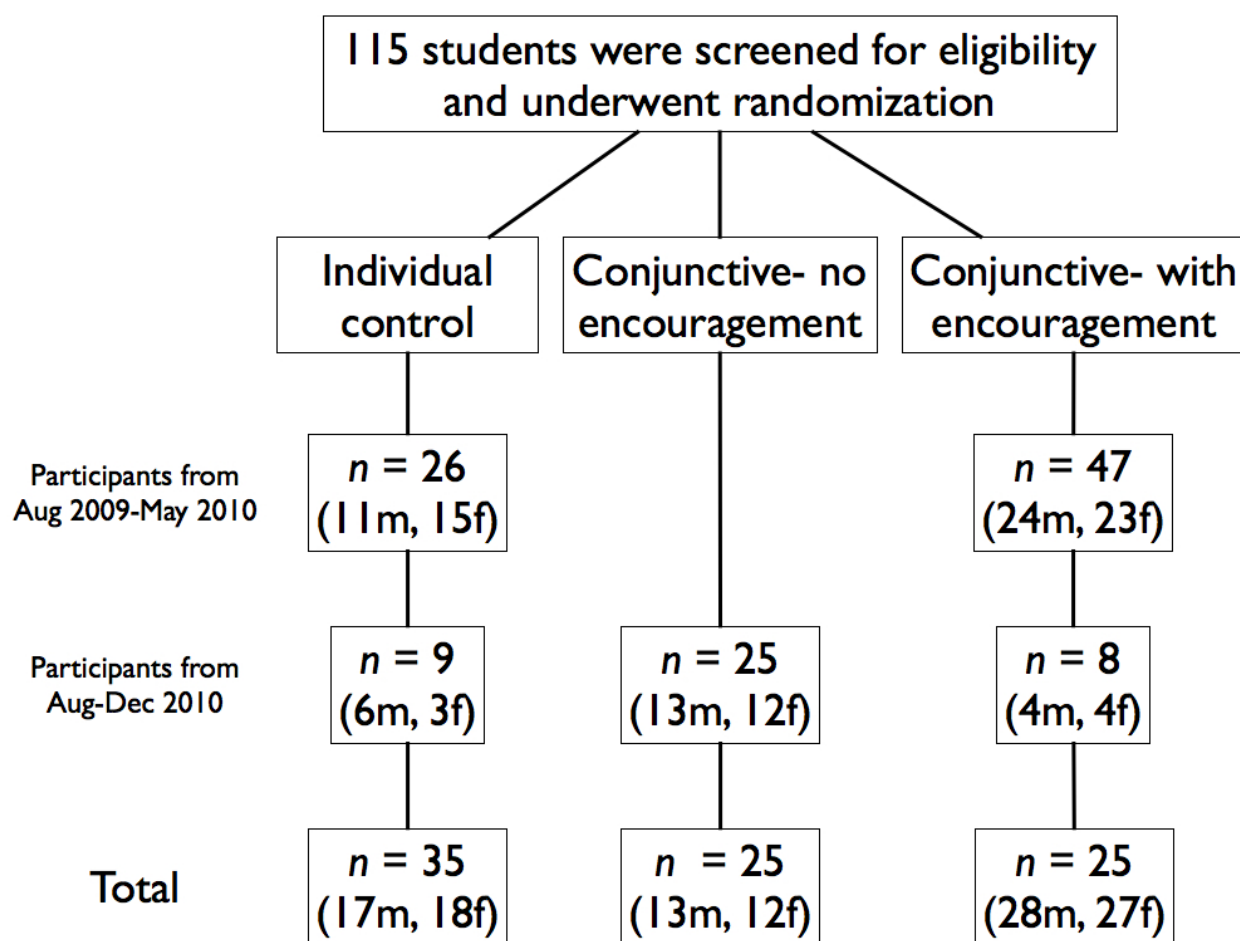 115 students were screened for eligibility
and underwent randomization
Individual
control
Conjunctive- no
encouragement
Conjunctive- with
encouragement
Participants from
Aug 2009-May 2010
n = 26
(11m, 15f)
n = 47
(24m, 23f)
Participants from
Aug-Dec 2010
n = 9
(6m, 3f)
n = 25
(13m, 12f)
n = 8
(4m, 4f)
Total
n = 35
(17m, 18f)
n = 25
(13m, 12f)
n = 25
(28m, 27f)